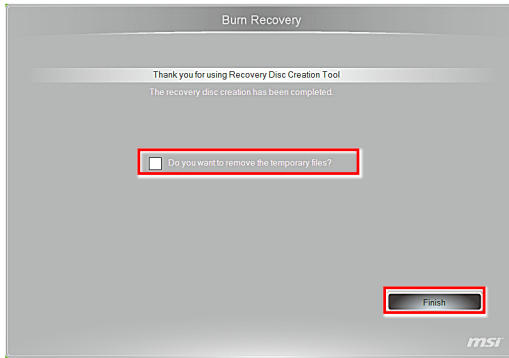 Burn Recovery
Thank you for using Recovery Disc Creation Tool
The recovery disc creation has been completed.
Do you want to remove the temporary files?
Finish
msi